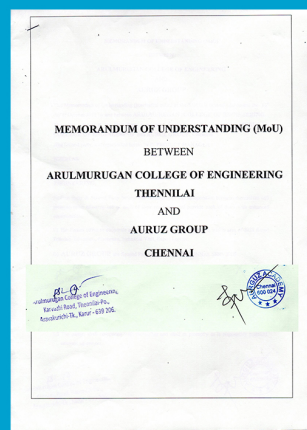 MEMORANDUM OF UNDERSTANDING (MoU)
BETWEEN
ARULMURUGAN COLLEGE OF ENGINEERING
THENNILAI
AND
AURUZ GROUP
CHENNAI
College of Engineering,
Karvazhi Road, Thennilai-Po.,
Aravakurichi-Tk., Karur - 639 206.
ACADEMY
Chennai
600 024